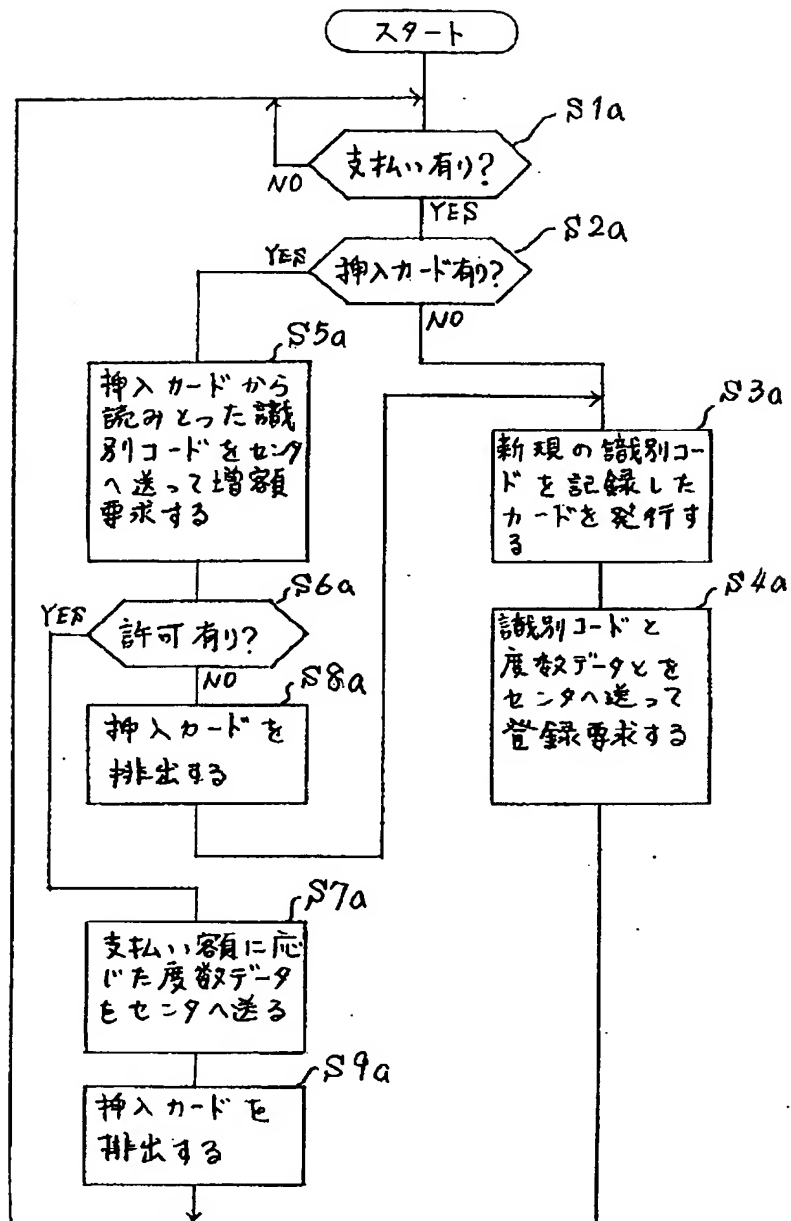 スタート
S1a
支払い有り?
NO
YES
S2a
YES
挿入カード有り?
NO
S5a
挿入カードから
読みとった識
別コードをセンタ
へ送って増額
要求する
S3a
新規の識別コー
ドを記録した
カードを発行す
る
S6a
YES
許可有り?
NO
S4a
識別コードと
度数データとを
センタへ送って
登録要求する
S8a
挿入カードを
排出する
S7a
支払い額に応
じた度数データ
をセンタへ送る
S9a
挿入カードを
排出する